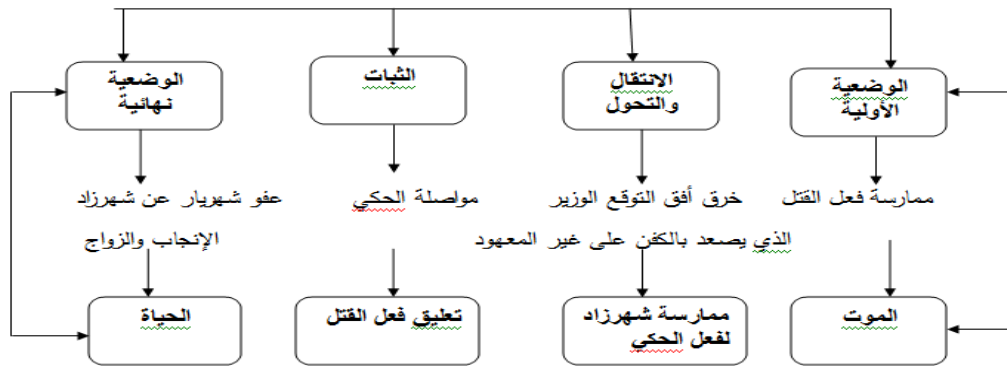 الوضعية
الأولية
الانتقال
والتحول
الثبات
الوضعية
نهائية
ممارسة فعل القتل
خرق أفق التوقع الوزير
مواصلة الحكي
عفو شهريار عن شهرزاد
الذي يصعد بالكفن على غير المعهود
الإنجاب والزواج
الموت
ممارسة شهرزاد
لفعل الحكي
تعليق فعل القتل
الحياة